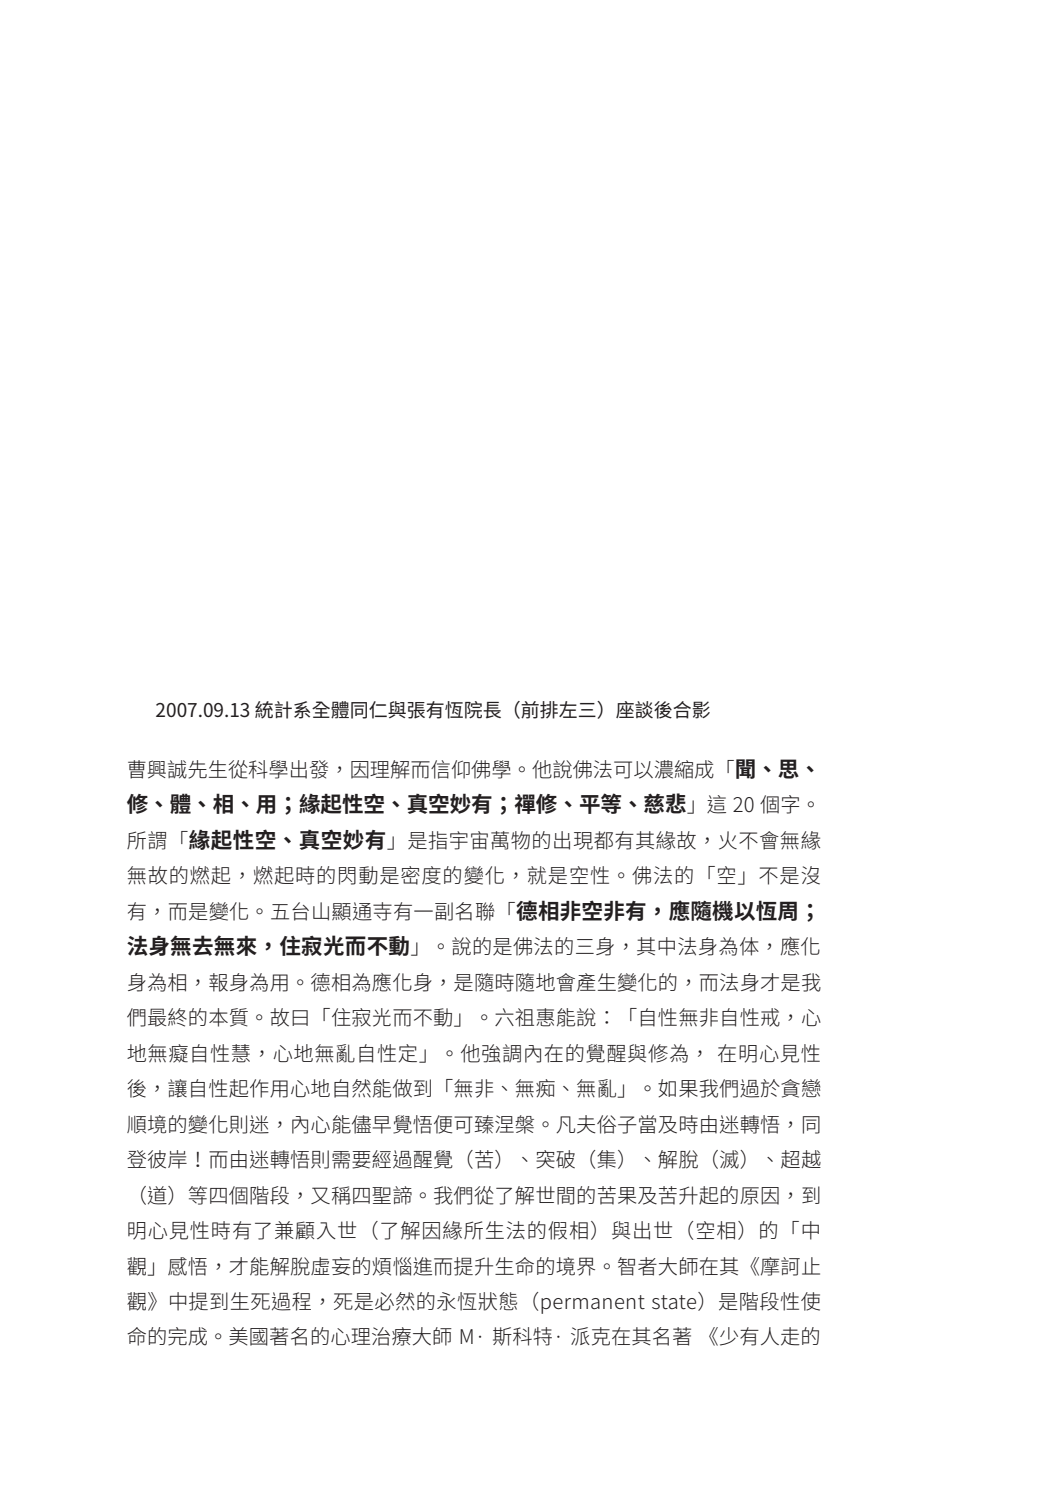 2007.09.13 統計系全體同仁與張有恆院長（前排左三）座談後合影
曹興誠先生從科學出發，因理解而信仰佛學。他說佛法可以濃縮成「聞、思、
修、體、相、用；緣起性空、真空妙有；禪修、平等、慈悲」這 20 個字。
所謂「緣起性空、真空妙有」是指宇宙萬物的出現都有其緣故，火不會無緣
無故的燃起，燃起時的閃動是密度的變化，就是空性。佛法的「空」不是沒
有，而是變化。五台山顯通寺有一副名聯「德相非空非有，應隨機以恆周；
法身無去無來，住寂光而不動」。說的是佛法的三身，其中法身為体，應化
身為相，報身為用。德相為應化身，是隨時隨地會產生變化的，而法身才是我
們最終的本質。故曰「住寂光而不動」。六祖惠能說：「自性無非自性戒，心
地無癡自性慧，心地無亂自性定」。他強調內在的覺醒與修為， 在明心見性
後，讓自性起作用心地自然能做到「無非、無痴、無亂」。如果我們過於貪戀
順境的變化則迷，內心能儘早覺悟便可臻涅槃。凡夫俗子當及時由迷轉悟，同
登彼岸！而由迷轉悟則需要經過醒覺（苦）、突破（集）、解脫（滅）、超越
（道）等四個階段，又稱四聖諦。我們從了解世間的苦果及苦升起的原因，到
明心見性時有了兼顧入世（了解因緣所生法的假相）與出世（空相）的「中
觀」感悟，才能解脫虛妄的煩惱進而提升生命的境界。智者大師在其《摩訶止
觀》中提到生死過程，死是必然的永恆狀態（permanent state）是階段性使
命的完成。美國著名的心理治療大師 M· 斯科特· 派克在其名著 《少有人走的